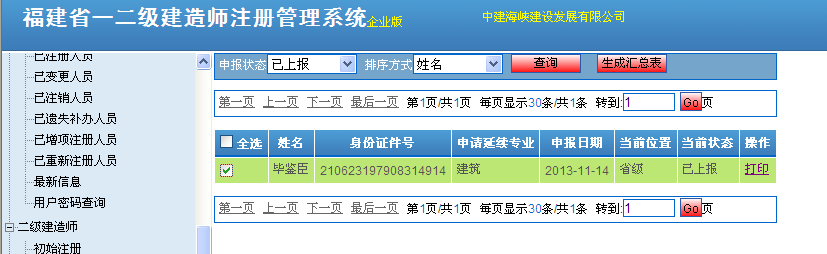 福建省一二级建造师注册管理系统企业版 中建海峡建设发展有限公司
已注册人员
已变更人员
已注销人员
已遗失补办人员
已增项注册人员
已重新注册人员
最新信息
用户密码查询
二级建造师
初始注册
申报状态 已上报 排序方式 姓名 查询 生成汇总表
第一页 上一页 下一页 最后一页 第1页/共1页 每页显示30条/共1条 转到:1 Go页
全选 姓名 身份证件号 申请延续专业 申报日期 当前位置 当前状态 操作
毕鉴臣 210623197908314914 建筑 2013-11-14 省级 已上报 打印
第一页 上一页 下一页 最后一页 第1页/共1页 每页显示30条/共1条 转到:1 Go页